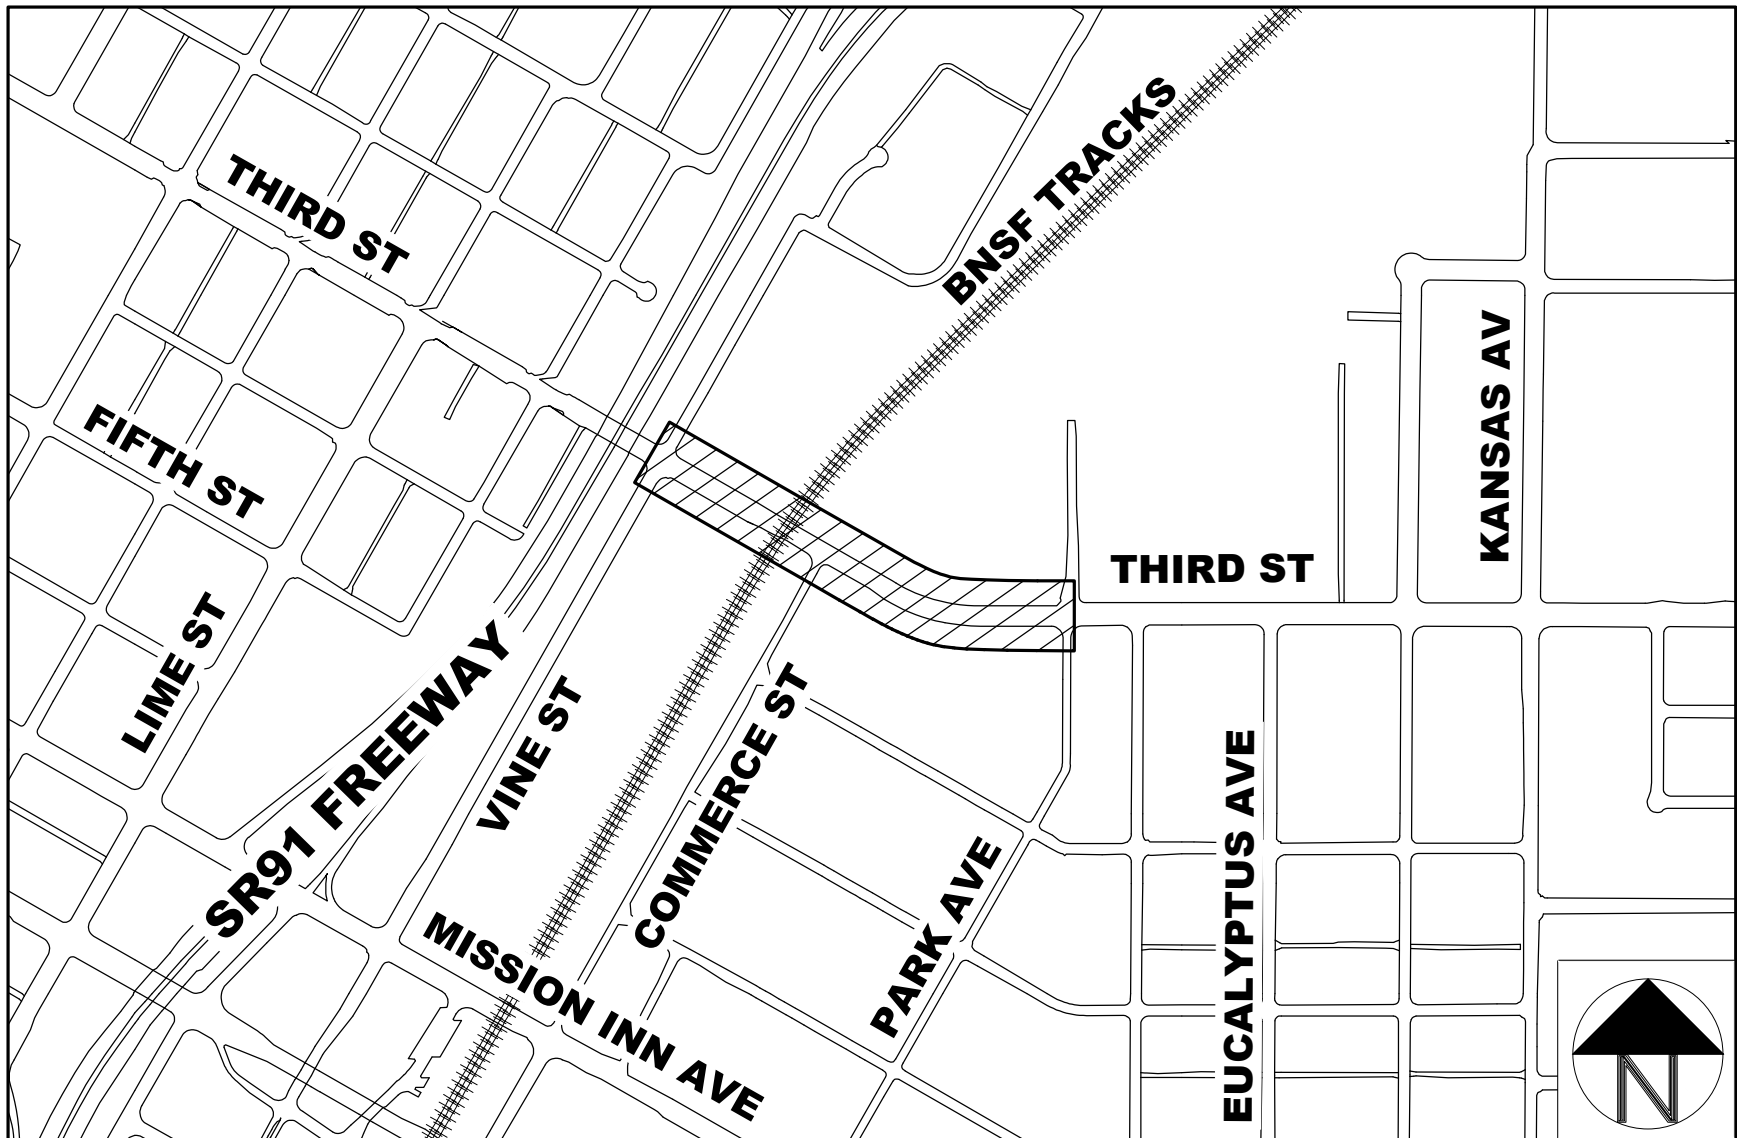 BNSF TRACKS
THIRD ST
KANSAS AV
FIFTH ST
THIRD ST
LIME ST
SR91 FREEWAY
VINE ST
COMMERCE ST
EUCALYPTUS AVE
PARK AVE
MISSION INN AVE
N